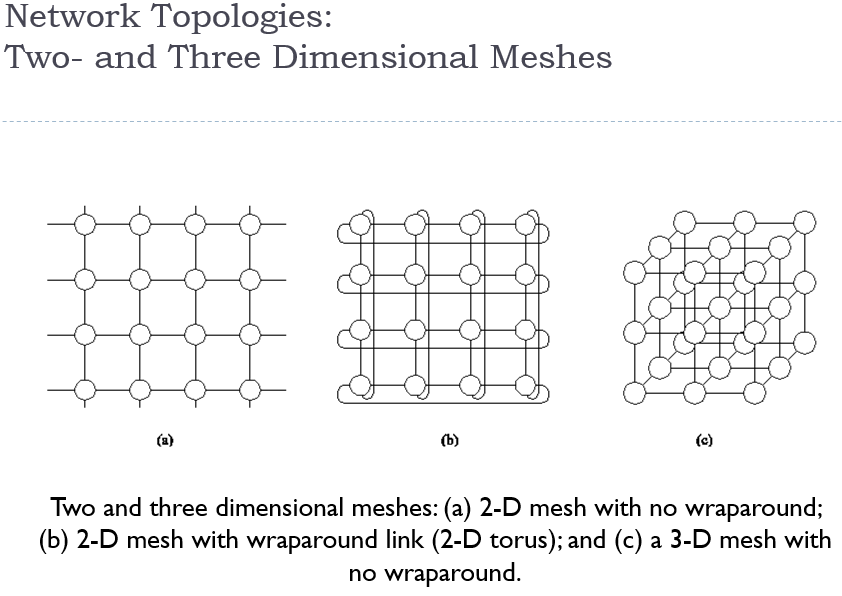 Network Topologies:
Two- and Three Dimensional Meshes
(a)
(b)
(c)
Two and three dimensional meshes: (a) 2-D mesh with no wraparound;
(b) 2-D mesh with wraparound link (2-D torus); and (c) a 3-D mesh with
no wraparound.